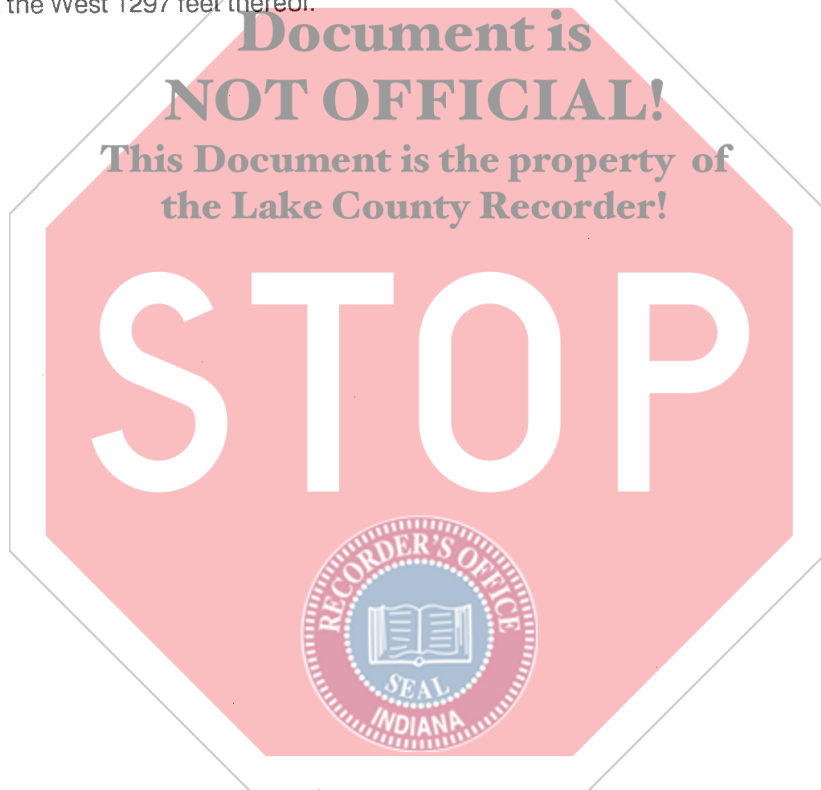 the West 1297 feet thereof.
Document is
NOT OFFICIAL!
This Document is the property of
the Lake County Recorder!
STOP
RECORDER'S OFFICE
SEAL
INDIANA